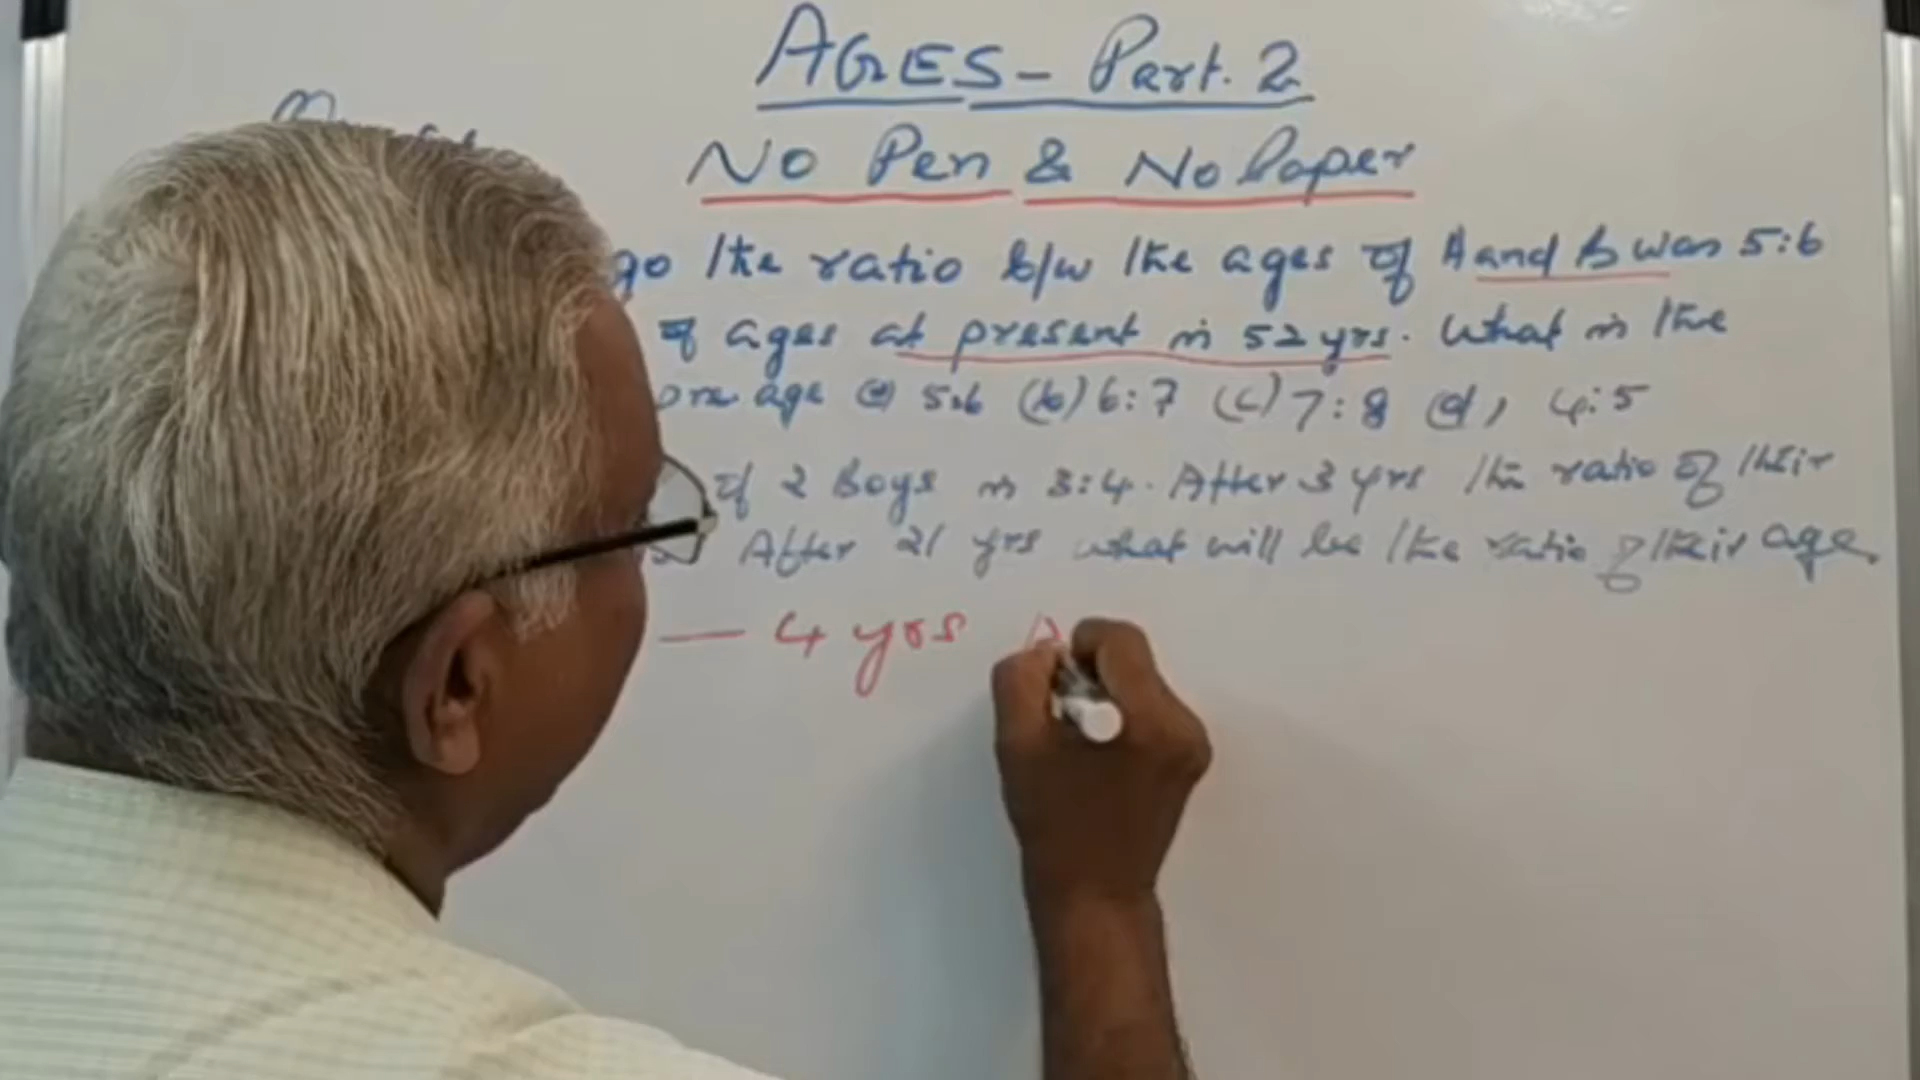 AGES - Part. 2
No Pen & No Paper
go the ratio b/w the ages of A and B was 5:6
of ages at present is 52 yrs. What is the
age 5:6 (b) 6:7 (c) 7:8 (d) 4:5
of 2 Boys is 3:4. After 3 yrs the ratio of their
After 21 yrs what will be the ratio of their age
— 4 yrs A